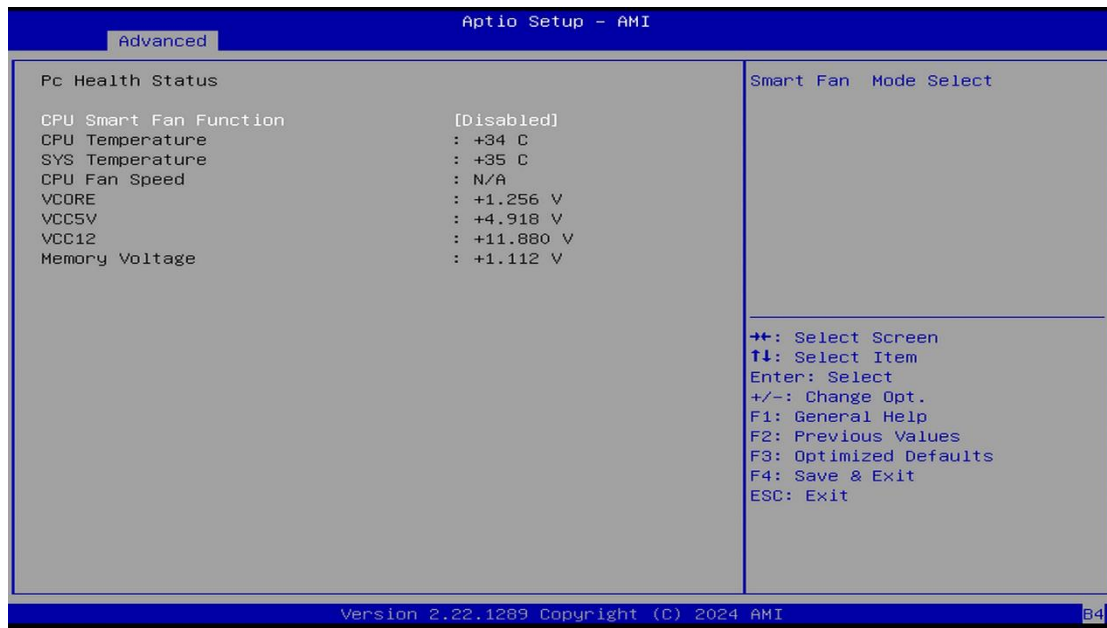 Aptio Setup - AMI
Advanced
Pc Health Status
CPU Smart Fan Function [Disabled]
CPU Temperature : +34 C
SYS Temperature : +35 C
CPU Fan Speed : N/A
VCORE : +1.256 V
VCC5V : +4.918 V
VCC12 : +11.880 V
Memory Voltage : +1.112 V
Smart Fan Mode Select
→←: Select Screen
↑↓: Select Item
Enter: Select
+/-: Change Opt.
F1: General Help
F2: Previous Values
F3: Optimized Defaults
F4: Save & Exit
ESC: Exit
Version 2.22.1289 Copyright (C) 2024 AMI
B4